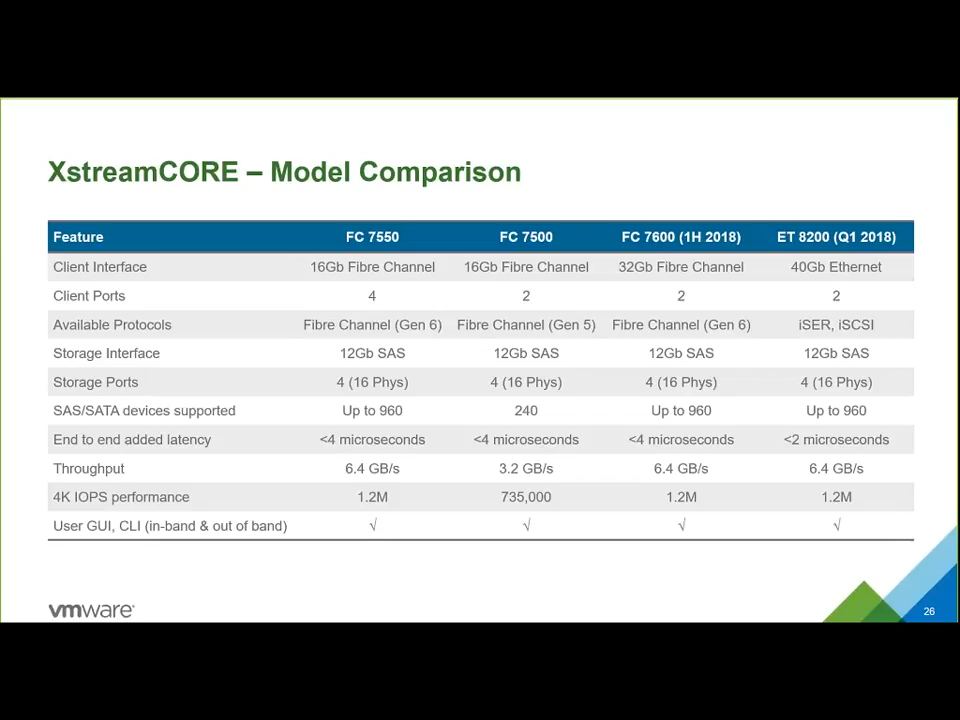 XstreamCORE – Model Comparison
Feature FC 7550 FC 7500 FC 7600 (1H 2018) ET 8200 (Q1 2018)
Client Interface 16Gb Fibre Channel 16Gb Fibre Channel 32Gb Fibre Channel 40Gb Ethernet
Client Ports 4 2 2 2
Available Protocols Fibre Channel (Gen 6) Fibre Channel (Gen 5) Fibre Channel (Gen 6) iSER, iSCSI
Storage Interface 12Gb SAS 12Gb SAS 12Gb SAS 12Gb SAS
Storage Ports 4 (16 Phys) 4 (16 Phys) 4 (16 Phys) 4 (16 Phys)
SAS/SATA devices supported Up to 960 240 Up to 960 Up to 960
End to end added latency <4 microseconds <4 microseconds <4 microseconds <2 microseconds
Throughput 6.4 GB/s 3.2 GB/s 6.4 GB/s 6.4 GB/s
4K IOPS performance 1.2M 735,000 1.2M 1.2M
User GUI, CLI (in-band & out of band) √ √ √ √
vmware
26